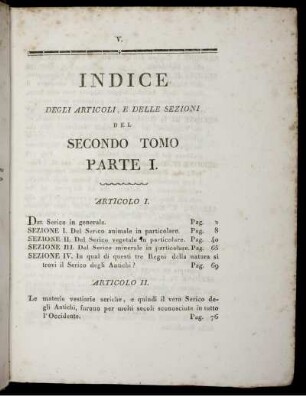 V.
INDICE
DEGLI ARTICOLI, E DELLE SEZIONI
DEL
SECONDO TOMO
PARTE I.
ARTICOLO I.
Del Serico in generale. Pag.
SEZIONE I. Del Serico animale in particolare. Pag. 8
SEZIONE II. Del Serico vegetale in particolare. Pag. 40
SEZIONE III. Del Serico minerale in particolare. Pag. 68
SEZIONE IV. In qual di questi tre Regni della natura si
trovi il Serico degli Antichi? Pag. 69
ARTICOLO II.
Le materie vestiarie seriche, e quindi il vero Serico de-
gli Antichi, furono per molti secoli sconosciute in tutto
l'Occidente. Pag. 76